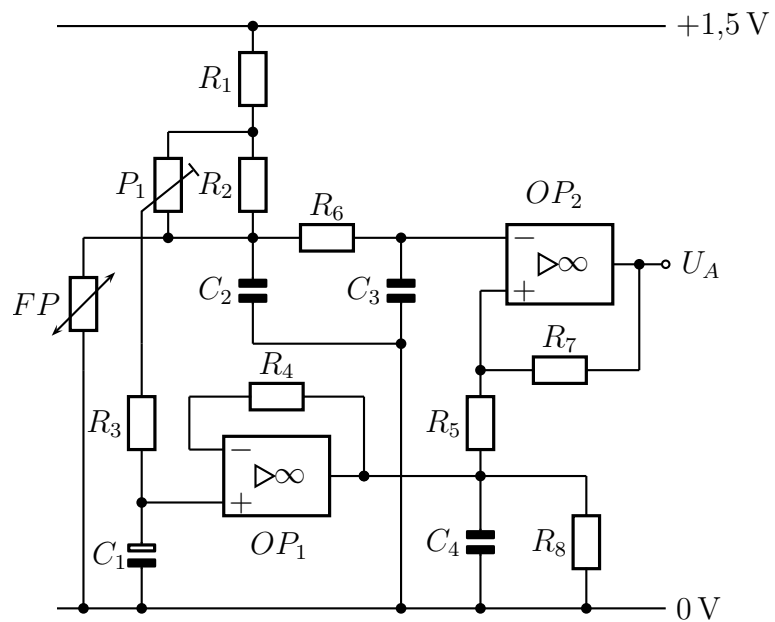 +1,5 V
R1
P1
R2
OP2
R6
−
▷∞
UA
FP
C2
C3
+
R7
R4
R3
R5
−
▷∞
+
C1
OP1
C4
R8
0 V